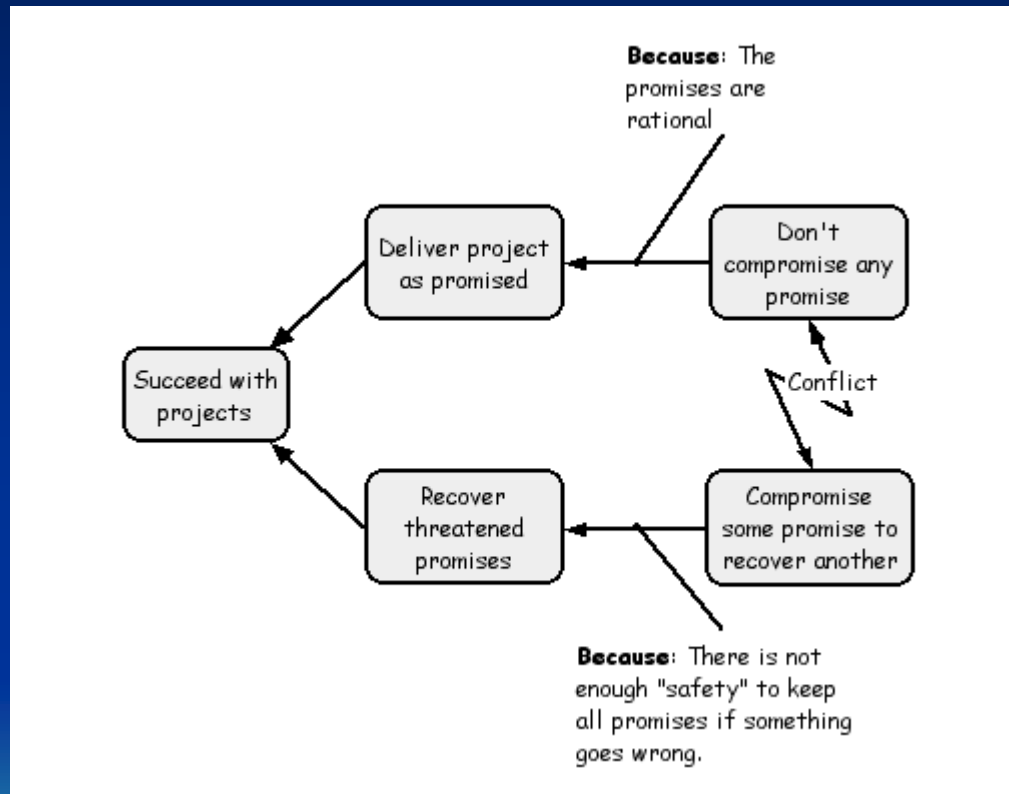 Because: The
promises are
rational
Deliver project
as promised
Don't
compromise any
promise
Succeed with
projects
Conflict
Recover
threatened
promises
Compromise
some promise to
recover another
Because: There is not
enough "safety" to keep
all promises if something
goes wrong.